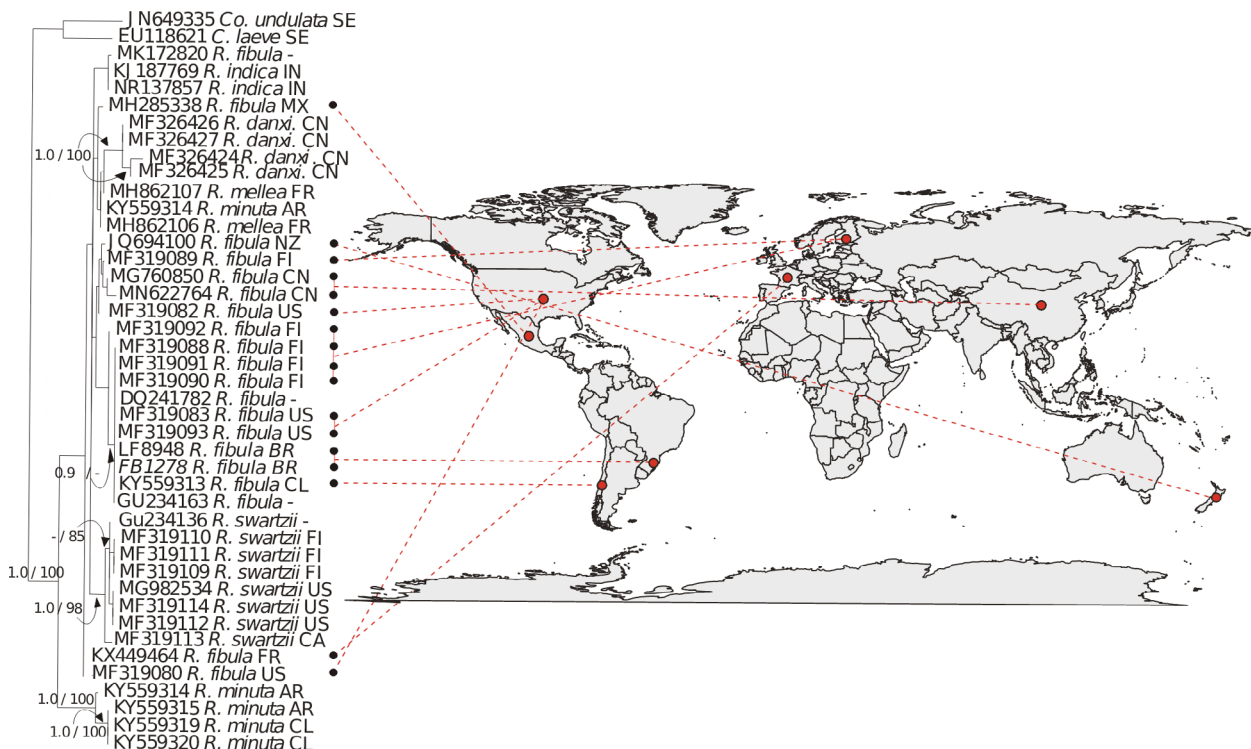 JN649335 Co. undulata SE
EU118621 C. laeve SE
MK172820 R. fibula -
KJ187769 R. indica IN
NR137857 R. indica IN
MH285338 R. fibula MX
MF326426 R. danxi. CN
MF326427 R. danxi. CN
1.0 / 100
MF326424 R. danxi. CN
MF326425 R. danxi. CN
MH862107 R. mellea FR
KY559314 R. minuta AR
MH862106 R. mellea FR
JQ694100 R. fibula NZ
MF319089 R. fibula FI
MG760850 R. fibula CN
MN622764 R. fibula CN
MF319082 R. fibula US
MF319092 R. fibula FI
MF319088 R. fibula FI
MF319091 R. fibula FI
MF319090 R. fibula FI
DQ241782 R. fibula -
MF319083 R. fibula US
MF319093 R. fibula US
LF8948 R. fibula BR
0.9 / -
FB1278 R. fibula BR
KY559313 R. fibula CL
GU234163 R. fibula -
Gu234136 R. swartzii -
- / 85
MF319110 R. swartzii FI
MF319111 R. swartzii FI
1.0 / 100
MF319109 R. swartzii FI
MG982534 R. swartzii US
1.0 / 98
MF319114 R. swartzii US
MF319112 R. swartzii US
MF319113 R. swartzii CA
KX449464 R. fibula FR
MF319080 R. fibula US
1.0 / 100
KY559314 R. minuta AR
KY559315 R. minuta AR
KY559319 R. minuta CL
1.0 / 100
KY559320 R. minuta CL